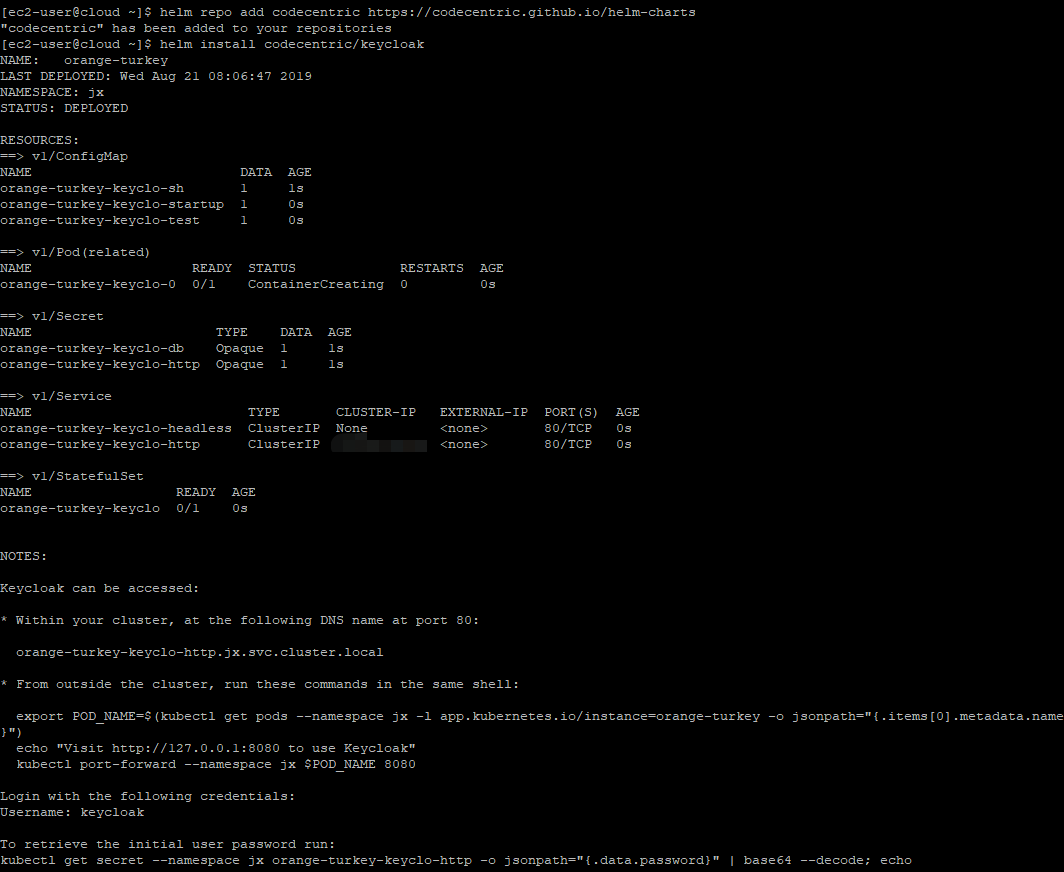 [ec2-user@cloud ~]$ helm repo add codecentric https://codecentric.github.io/helm-charts
"codecentric" has been added to your repositories
[ec2-user@cloud ~]$ helm install codecentric/keycloak
NAME:   orange-turkey
LAST DEPLOYED: Wed Aug 21 08:06:47 2019
NAMESPACE: jx
STATUS: DEPLOYED
RESOURCES:
==> v1/ConfigMap
NAME                          DATA  AGE
orange-turkey-keyclo-sh       1     1s
orange-turkey-keyclo-startup  1     0s
orange-turkey-keyclo-test     1     0s
==> v1/Pod(related)
NAME                    READY  STATUS             RESTARTS  AGE
orange-turkey-keyclo-0  0/1    ContainerCreating  0         0s
==> v1/Secret
NAME                       TYPE    DATA  AGE
orange-turkey-keyclo-db    Opaque  1     1s
orange-turkey-keyclo-http  Opaque  1     1s
==> v1/Service
NAME                           TYPE       CLUSTER-IP   EXTERNAL-IP  PORT(S)  AGE
orange-turkey-keyclo-headless  ClusterIP  None         <none>       80/TCP   0s
orange-turkey-keyclo-http      ClusterIP               <none>       80/TCP   0s
==> v1/StatefulSet
NAME                  READY  AGE
orange-turkey-keyclo  0/1    0s
NOTES:
Keycloak can be accessed:
* Within your cluster, at the following DNS name at port 80:
  orange-turkey-keyclo-http.jx.svc.cluster.local
* From outside the cluster, run these commands in the same shell:
  export POD_NAME=$(kubectl get pods --namespace jx -l app.kubernetes.io/instance=orange-turkey -o jsonpath="{.items[0].metadata.name
}")
  echo "Visit http://127.0.0.1:8080 to use Keycloak"
  kubectl port-forward --namespace jx $POD_NAME 8080
Login with the following credentials:
Username: keycloak
To retrieve the initial user password run:
kubectl get secret --namespace jx orange-turkey-keyclo-http -o jsonpath="{.data.password}" | base64 --decode; echo